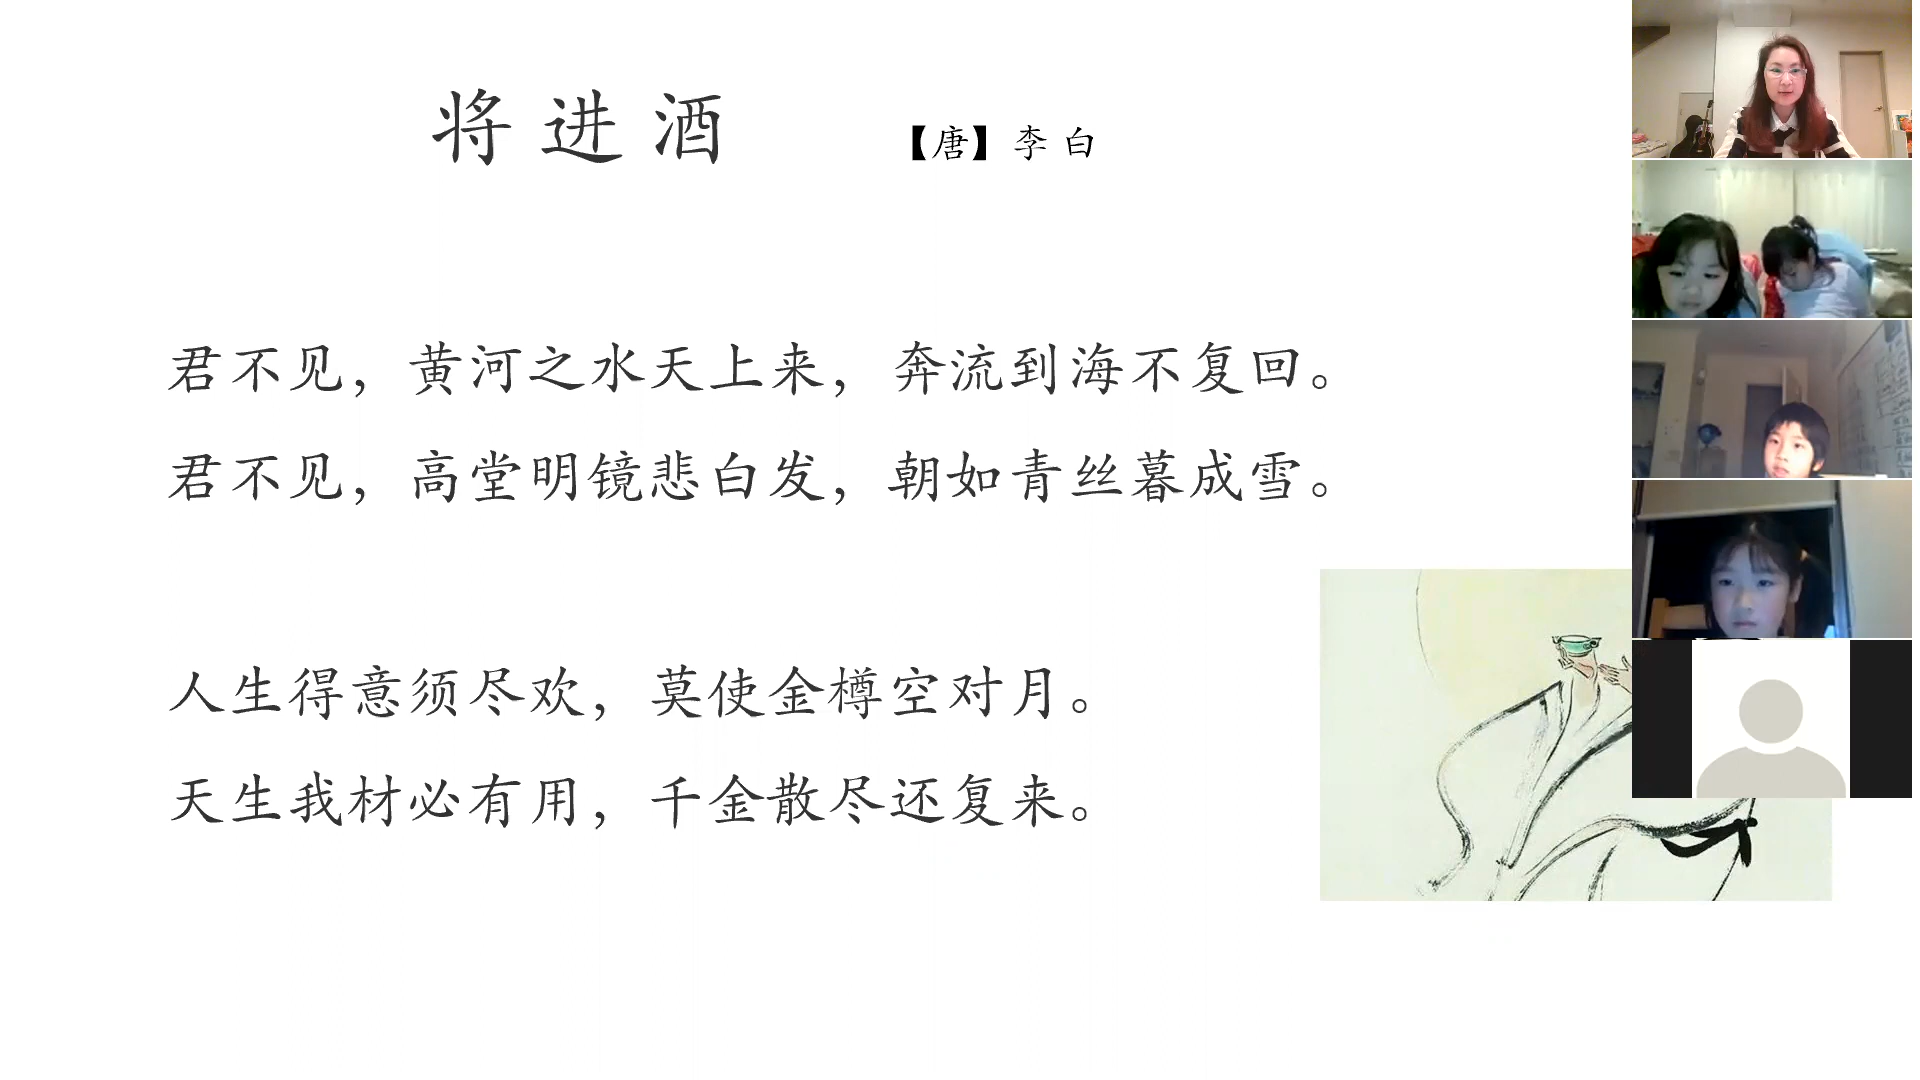 将进酒 【唐】李白
君不见，黄河之水天上来，奔流到海不复回。
君不见，高堂明镜悲白发，朝如青丝暮成雪。
人生得意须尽欢，莫使金樽空对月。
天生我材必有用，千金散尽还复来。